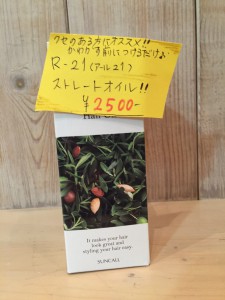 クセのある方にオススメ!!
かわかす前につけるだけ♪
R-21(アール21)
ストレートオイル!!
¥2500-
It makes your hair
look great and
styling your hair easy.
SUNCALL